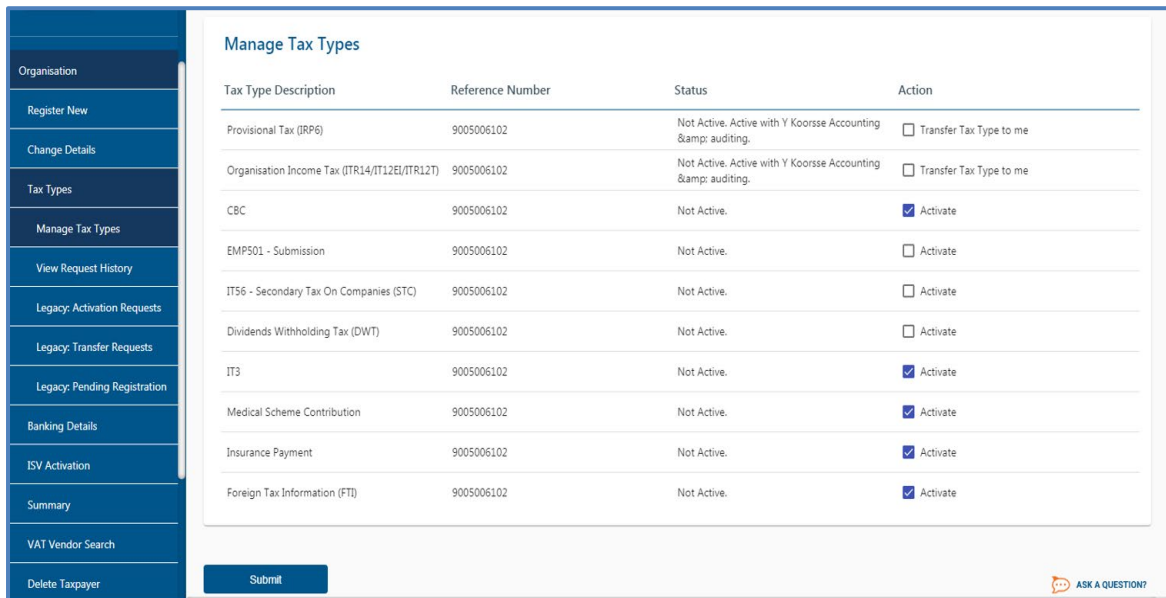 Organisation
Register New
Change Details
Tax Types
Manage Tax Types
View Request History
Legacy: Activation Requests
Legacy: Transfer Requests
Legacy: Pending Registration
Banking Details
ISV Activation
Summary
VAT Vendor Search
Delete Taxpayer
Manage Tax Types
Tax Type Description Reference Number Status Action
Provisional Tax (IRP6) 9005006102 Not Active. Active with Y Koorsse Accounting &amp; auditing. Transfer Tax Type to me
Organisation Income Tax (ITR14/IT12EI/ITR12T) 9005006102 Not Active. Active with Y Koorsse Accounting &amp; auditing. Transfer Tax Type to me
CBC 9005006102 Not Active. Activate
EMP501 - Submission 9005006102 Not Active. Activate
IT56 - Secondary Tax On Companies (STC) 9005006102 Not Active. Activate
Dividends Withholding Tax (DWT) 9005006102 Not Active. Activate
IT3 9005006102 Not Active. Activate
Medical Scheme Contribution 9005006102 Not Active. Activate
Insurance Payment 9005006102 Not Active. Activate
Foreign Tax Information (FTI) 9005006102 Not Active. Activate
Submit
ASK A QUESTION?